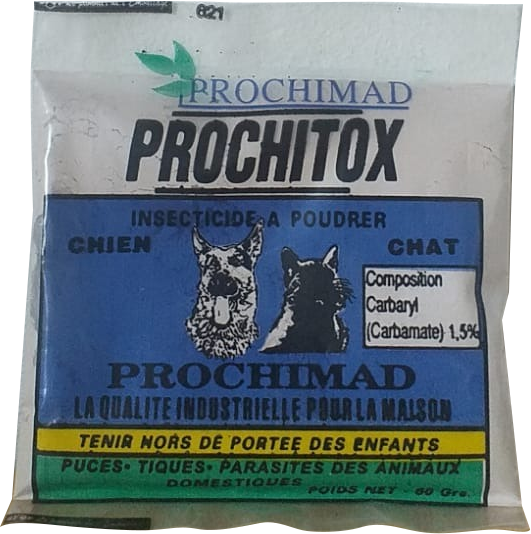 621
PROCHIMAD
PROCHITOX
INSECTICIDE A POUDRER
CHIEN
CHAT
Composition
Carbaryl
(Carbamate) 1,5%
PROCHIMAD
LA QUALITE INDUSTRIELLE POUR LA MAISON
TENIR HORS DE PORTEE DES ENFANTS
PUCES- TIQUES- PARASITES DES ANIMAUX
DOMESTIQUES
POIDS NET - 60 Grs.